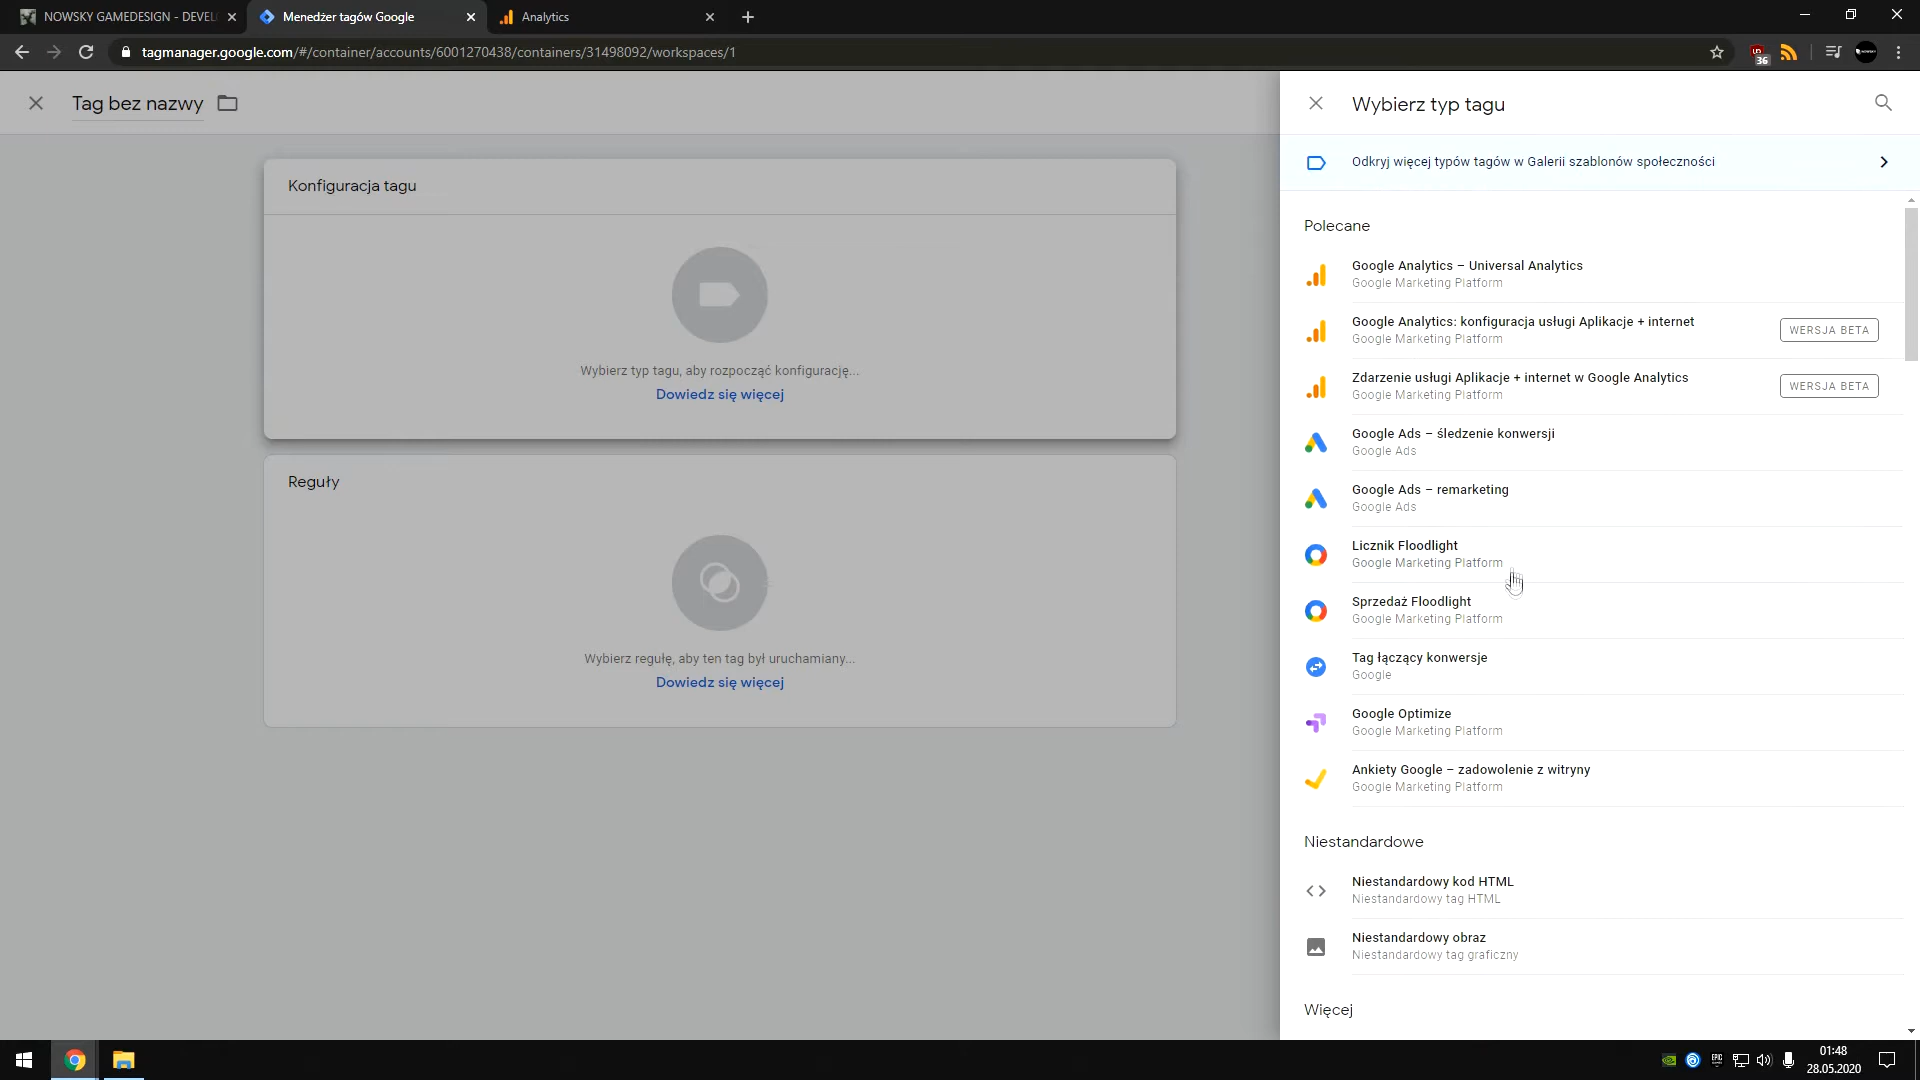 NOWSKY GAMEDESIGN - DEVEL
Menedżer tagów Google
Analytics
tagmanager.google.com/#/container/accounts/6001270438/containers/31498092/workspaces/1
36
Tag bez nazwy
Konfiguracja tagu
Wybierz typ tagu, aby rozpocząć konfigurację...
Dowiedz się więcej
Reguły
Wybierz regułę, aby ten tag był uruchamiany...
Dowiedz się więcej
Wybierz typ tagu
Odkryj więcej typów tagów w Galerii szablonów społeczności
Polecane
Google Analytics – Universal Analytics
Google Marketing Platform
Google Analytics: konfiguracja usługi Aplikacje + internet
Google Marketing Platform
WERSJA BETA
Zdarzenie usługi Aplikacje + internet w Google Analytics
Google Marketing Platform
WERSJA BETA
Google Ads – śledzenie konwersji
Google Ads
Google Ads – remarketing
Google Ads
Licznik Floodlight
Google Marketing Platform
Sprzedaż Floodlight
Google Marketing Platform
Tag łączący konwersje
Google
Google Optimize
Google Marketing Platform
Ankiety Google – zadowolenie z witryny
Google Marketing Platform
Niestandardowe
Niestandardowy kod HTML
Niestandardowy tag HTML
Niestandardowy obraz
Niestandardowy tag graficzny
Więcej
EPIC
01:48
28.05.2020